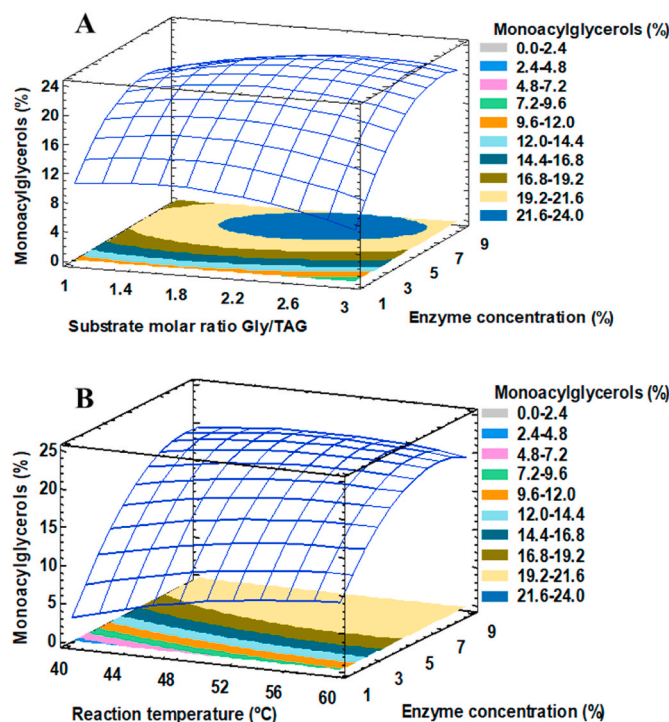 A
Monoacylglycerols (%)
0.0-2.4
2.4-4.8
4.8-7.2
7.2-9.6
9.6-12.0
12.0-14.4
14.4-16.8
16.8-19.2
19.2-21.6
21.6-24.0
Monoacylglycerols (%)
24
20
16
12
8
4
0
1 1.4 1.8 2.2 2.6 3
Substrate molar ratio Gly/TAG
1 3 5 7 9
Enzyme concentration (%)
B
Monoacylglycerols (%)
0.0-2.4
2.4-4.8
4.8-7.2
7.2-9.6
9.6-12.0
12.0-14.4
14.4-16.8
16.8-19.2
19.2-21.6
21.6-24.0
Monoacylglycerols (%)
25
20
15
10
5
0
40 44 48 52 56 60
Reaction temperature (ºC)
1 3 5 7 9
Enzyme concentration (%)